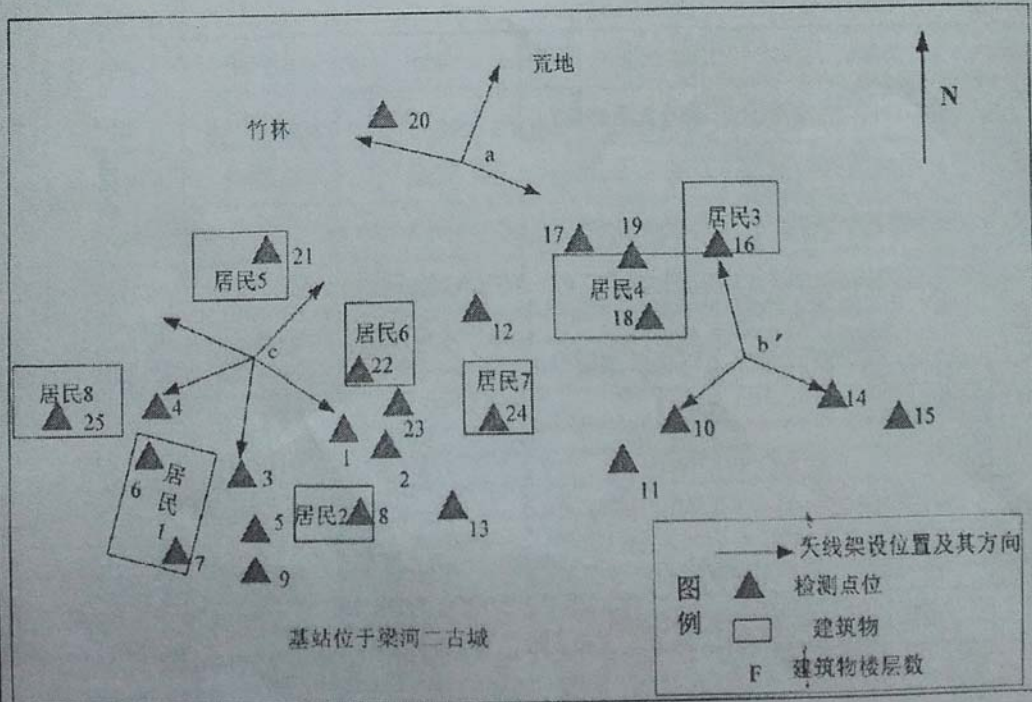 荒地
N
竹林
20
a
居民3
16
17
19
居民4
18
21
居民5
12
居民6
22
c
b′
居民8
25
4
居民7
24
23
14
15
10
1
2
11
6
居民1
3
居民2
8
13
5
7
9
基站位于梁河二古城
图例
天线架设位置及其方向
检测点位
建筑物
F
建筑物楼层数